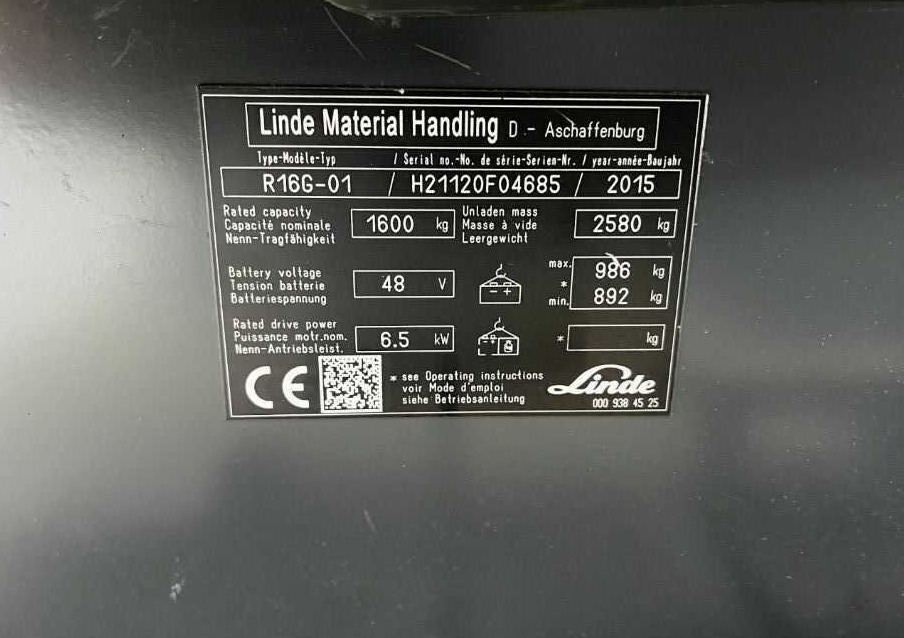 Linde Material Handling D - Aschaffenburg
Type-Modèle-Typ / Serial no.-No. de série-Serien-Nr. / year-année-Baujahr
R16G-01 / H21120F04685 / 2015
Rated capacity
Capacité nominale
Nenn-Tragfähigkeit
1600 kg
Unladen mass
Masse à vide
Leergewicht
2580 kg
Battery voltage
Tension batterie
Batteriespannung
48 V
max. 986 kg
*
min. 892 kg
Rated drive power
Puissance motr.nom.
Nenn-Antriebsleist.
6.5 kW
* kg
CE
* see Operating instructions
voir Mode d'emploi
siehe Betriebsanleitung
Linde
000 938 45 25